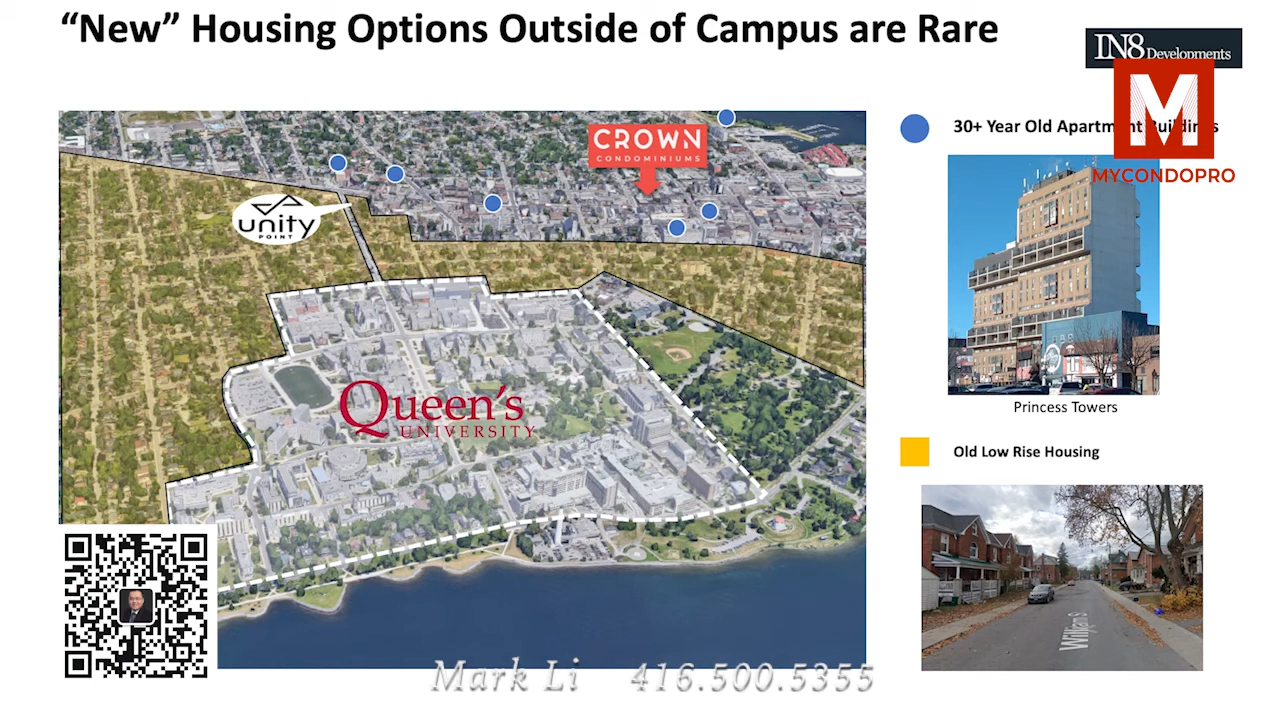 “New” Housing Options Outside of Campus are Rare
IN8 Developments
M
MYCONDOPRO
CROWN
CONDOMINIUMS
unity
POINT
Queen's
UNIVERSITY
30+ Year Old Apartment Buildings
Princess Towers
Old Low Rise Housing
William S
Mark Li 416.500.5355